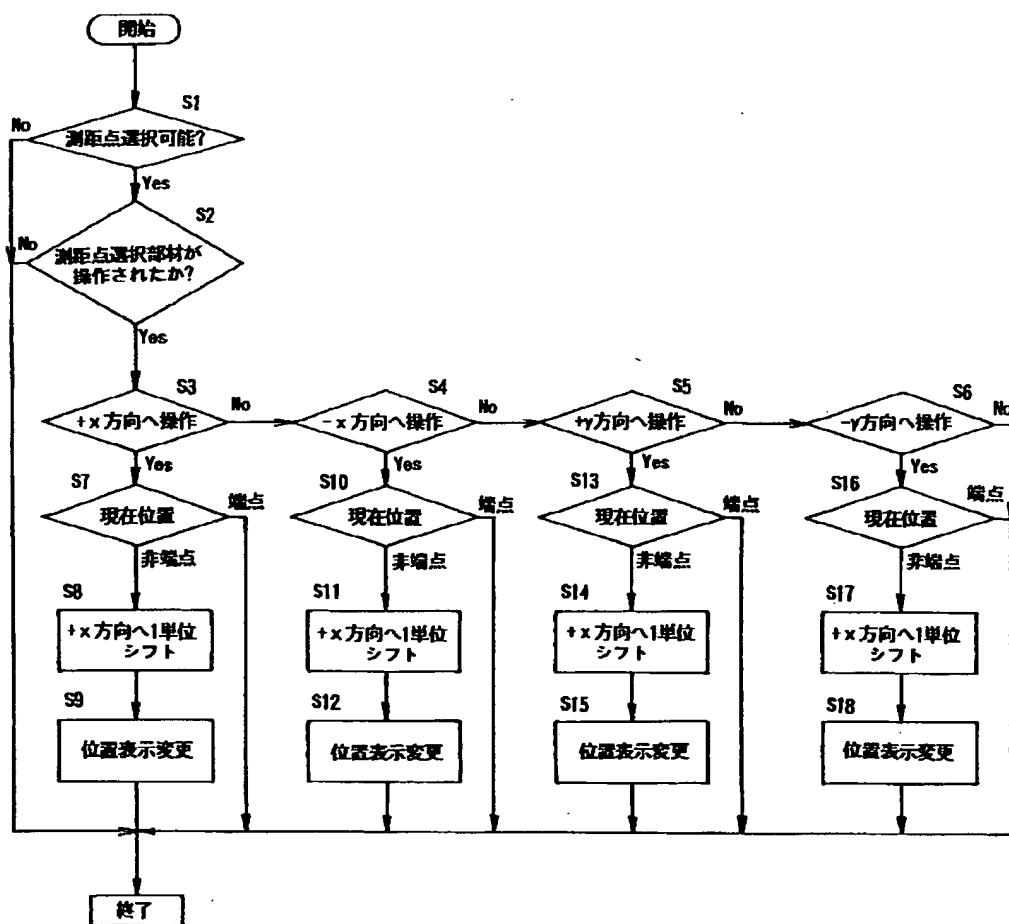 開始
S1
No
測距点選択可能?
Yes
S2
No
測距点選択部材が
操作されたか?
Yes
S3
+x方向へ操作
No
S4
-x方向へ操作
No
S5
+y方向へ操作
No
S6
-y方向へ操作
No
Yes
Yes
Yes
Yes
S7
現在位置
端点
S10
現在位置
端点
S13
現在位置
端点
S16
現在位置
端点
非端点
非端点
非端点
非端点
S8
+x方向へ1単位
シフト
S11
+x方向へ1単位
シフト
S14
+x方向へ1単位
シフト
S17
+x方向へ1単位
シフト
S9
位置表示変更
S12
位置表示変更
S15
位置表示変更
S18
位置表示変更
終了